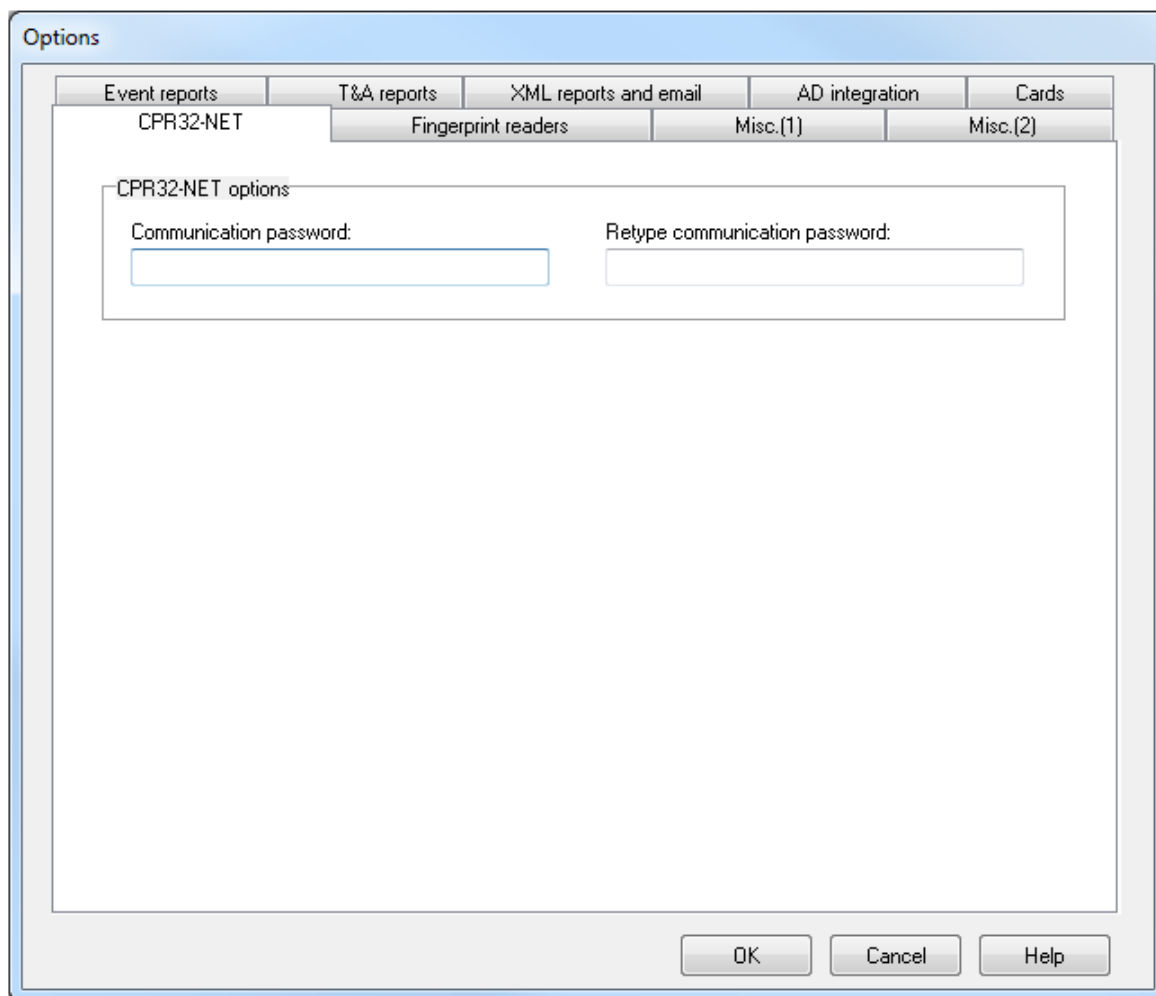 Options
Event reports T&A reports XML reports and email AD integration Cards
CPR32-NET Fingerprint readers Misc.(1) Misc.(2)
CPR32-NET options
Communication password: Retype communication password:
OK Cancel Help